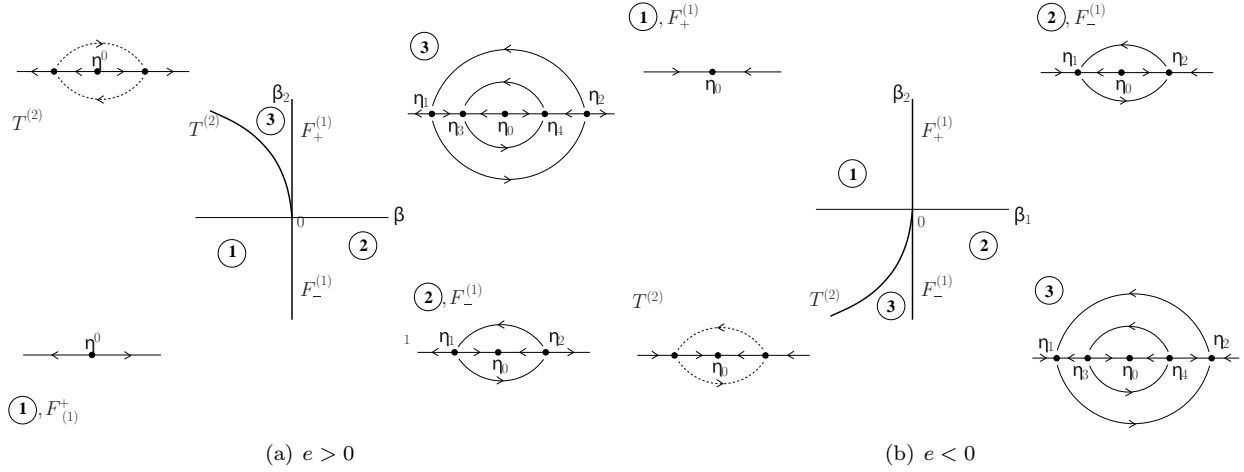 η⁰
T⁽²⁾
③
η₁ η₂
η₃ η₀ η₄
β₂
T⁽²⁾ ③ F₊⁽¹⁾
0 β
① ②
F₋⁽¹⁾
②, F₋⁽¹⁾
1 η₁ η₂
η₀
η⁰
①, F₍₁₎⁺
(a) e > 0
①, F₊⁽¹⁾
η₀
②, F₋⁽¹⁾
η₁ η₂
η₀
β₂
F₊⁽¹⁾
①
0 β₁
②
T⁽²⁾ ③ F₋⁽¹⁾
T⁽²⁾
η₀
③
η₁ η₂
η₃ η₀ η₄
(b) e < 0